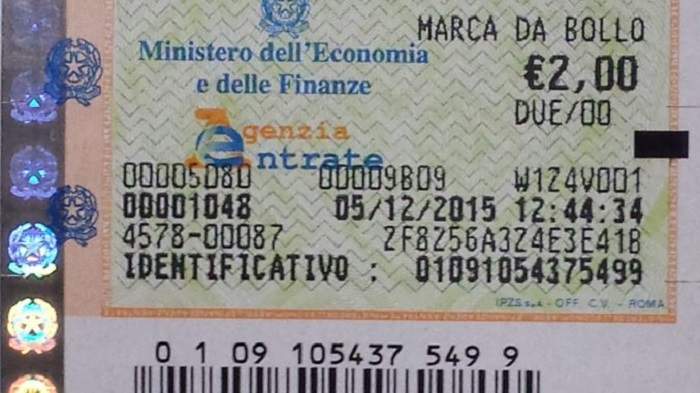 MARCA DA BOLLO
Ministero dell'Economia
e delle Finanze
€2,00
DUE/00
Agenzia
Entrate
00005080 00009B09 W1Z4V001
00001048 05/12/2015 12:44:34
4578-00087 2F8256A324E3E41B
IDENTIFICATIVO : 01091054375499
IPZS S.p.A. - OFF. C.V. - ROMA
0 1 09 105437 549 9